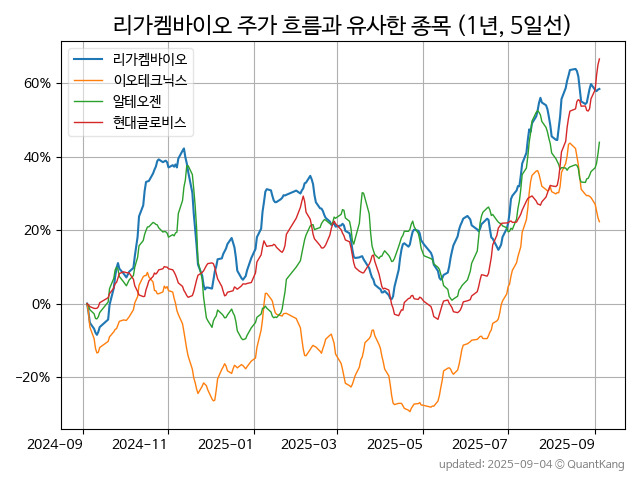 리가켐바이오 주가 흐름과 유사한 종목 (1년, 5일선)
리가켐바이오
이오테크닉스
알테오젠
현대글로비스
60%
40%
20%
0%
−20%
2024-09
2024-11
2025-01
2025-03
2025-05
2025-07
2025-09
updated: 2025-09-04 © QuantKang